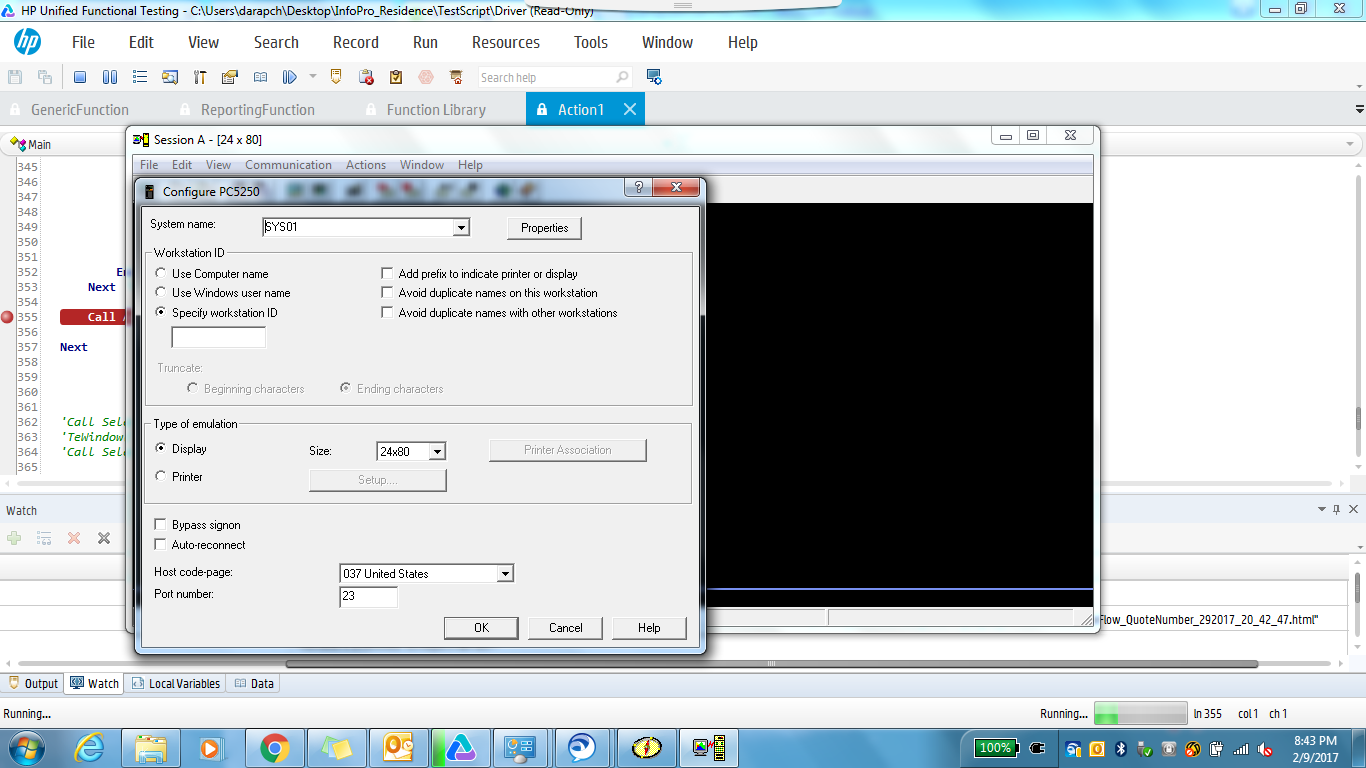 HP Unified Functional Testing - C:\Users\darapch\Desktop\InfoPro_Residence\TestScript\Driver (Read-Only)
hp File Edit View Search Record Run Resources Tools Window Help
Search help
GenericFunction ReportingFunction Function Library Action1
Main
Session A - [24 x 80]
File Edit View Communication Actions Window Help
Configure PC5250
System name: SYS01 Properties
Workstation ID
Use Computer name Add prefix to indicate printer or display
Use Windows user name Avoid duplicate names on this workstation
Specify workstation ID Avoid duplicate names with other workstations
Truncate:
Beginning characters Ending characters
Type of emulation
Display Size: 24x80 Printer Association
Printer Setup....
Bypass signon
Auto-reconnect
Host code-page: 037 United States
Port number: 23
OK Cancel Help
345
346
347
348
349
350
351
352 En
353 Next
354
355 Call
356
357 Next
358
359
360
361
362 'Call Sele
363 'TeWindow
364 'Call Sele
365
Watch
Flow_QuoteNumber_292017_20_42_47.html"
Output Watch Local Variables Data
Running... Running... ln 355 col 1 ch 1
100% 8:43 PM
2/9/2017